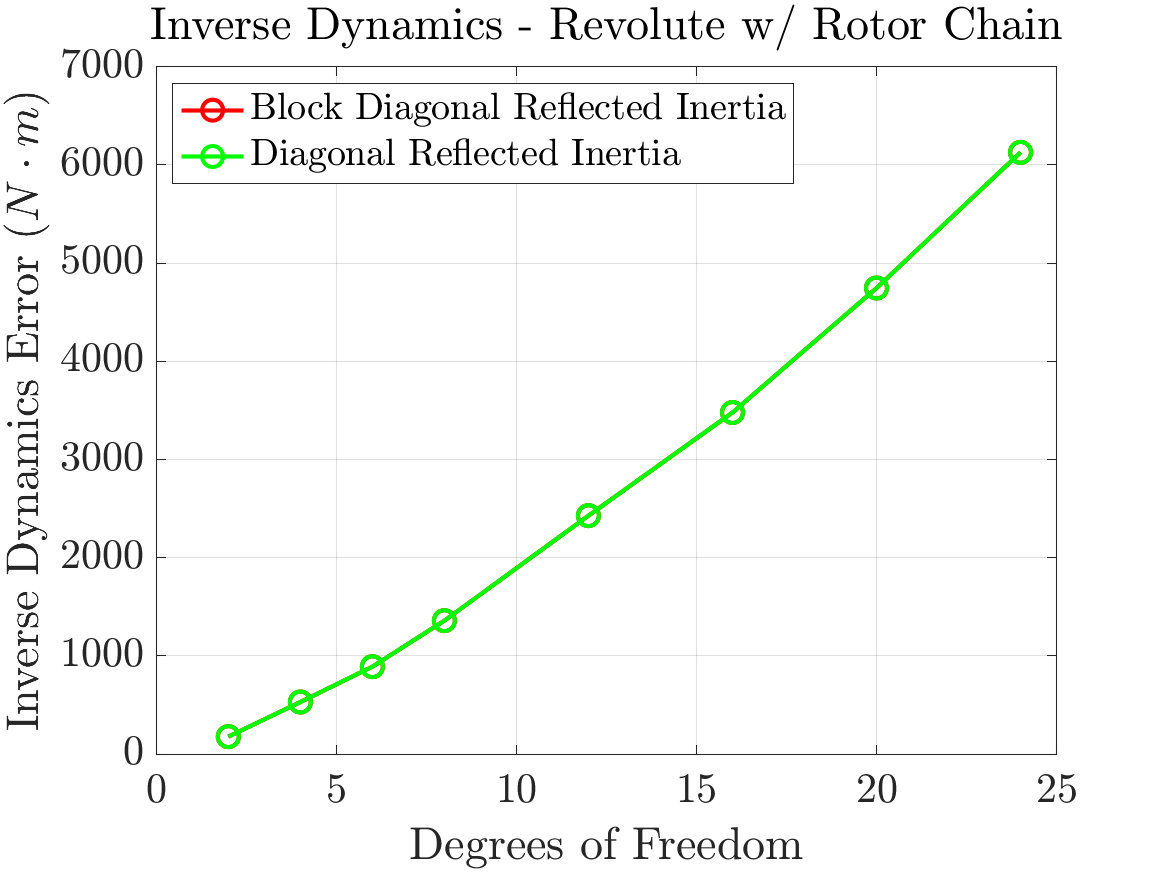 Inverse Dynamics - Revolute w/ Rotor Chain
7000
6000
5000
4000
3000
2000
1000
0
Inverse Dynamics Error (N · m)
Block Diagonal Reflected Inertia
Diagonal Reflected Inertia
0 5 10 15 20 25
Degrees of Freedom